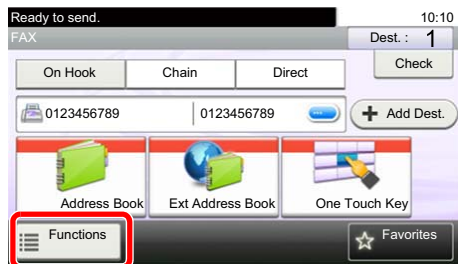 Ready to send. 10:10
FAX Dest. : 1
On Hook Chain Direct Check
0123456789 0123456789 Add Dest.
Address Book Ext Address Book One Touch Key
Functions Favorites